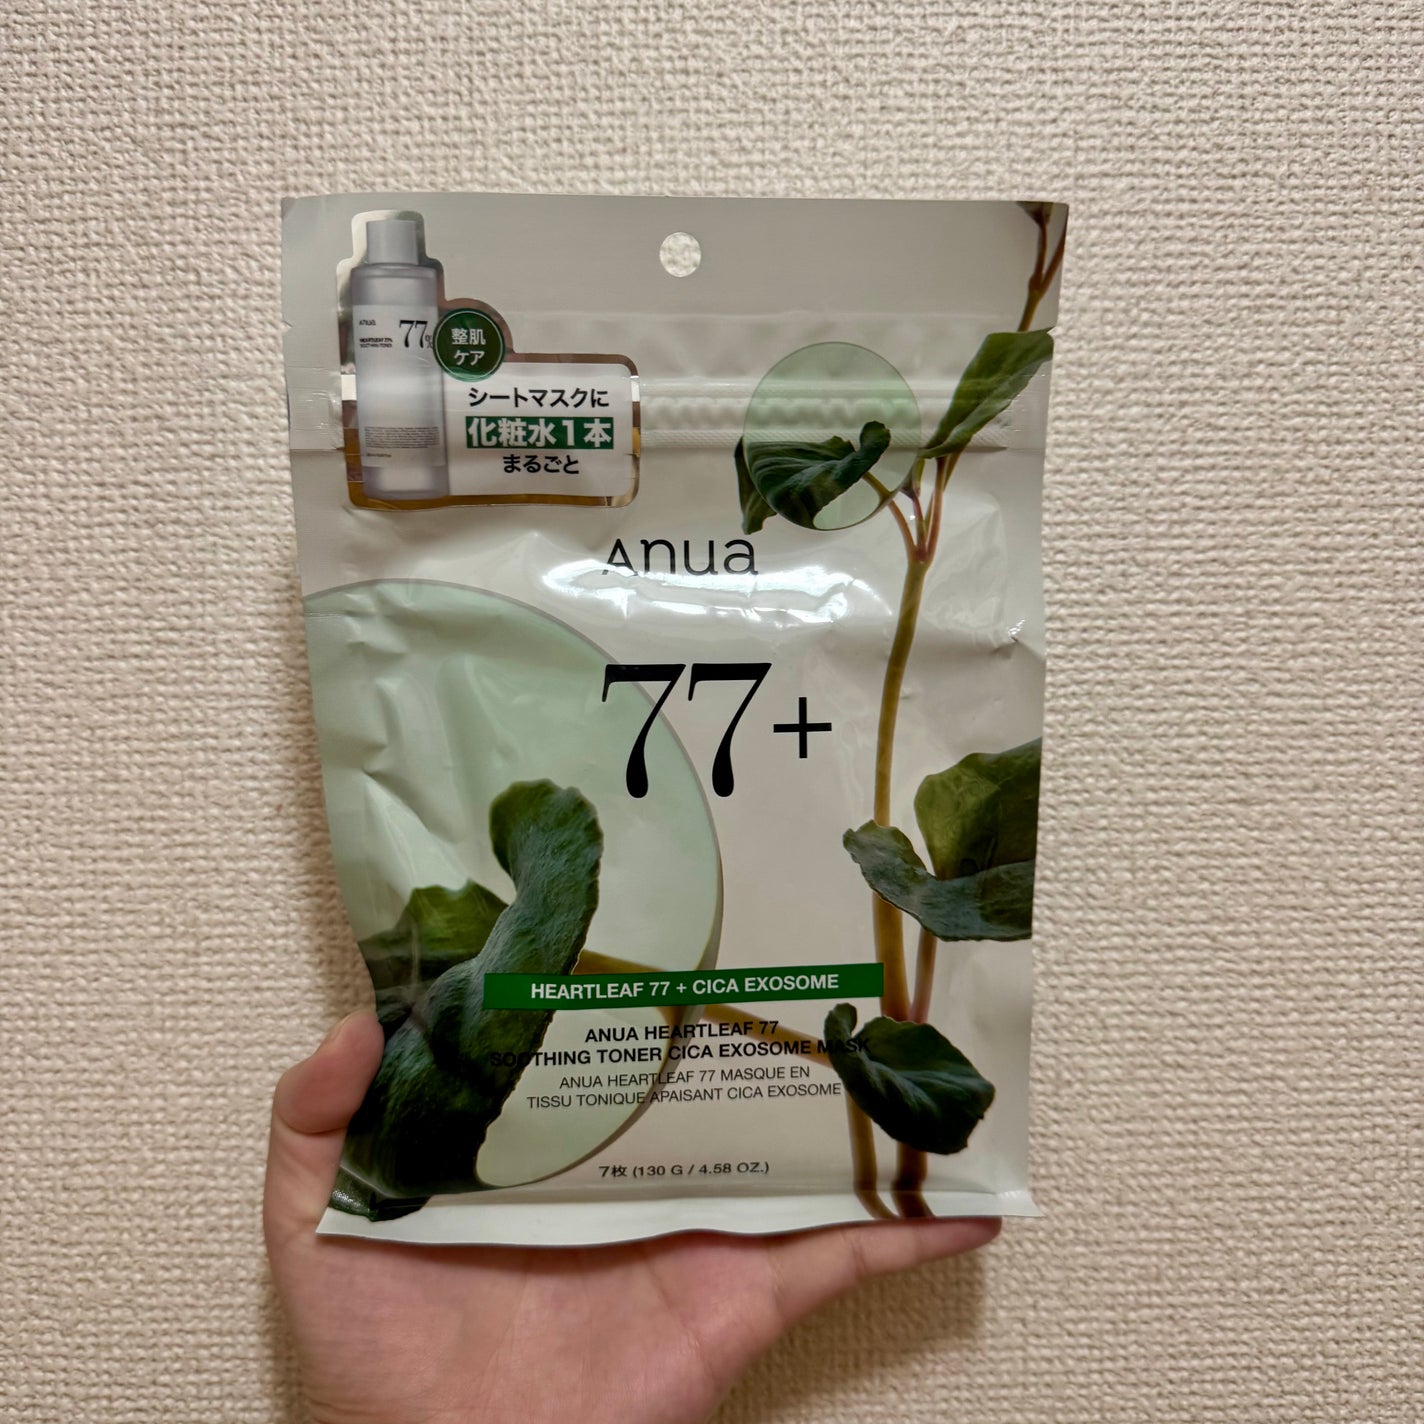 Anua
77%
整肌
ケア
シートマスクに
化粧水1本
まるごと
Anua
77+
HEARTLEAF 77 + CICA EXOSOME
ANUA HEARTLEAF 77
SOOTHING TONER CICA EXOSOME MASK
ANUA HEARTLEAF 77 MASQUE EN
TISSU TONIQUE APAISANT CICA EXOSOME
7枚 (130 G / 4.58 OZ.)